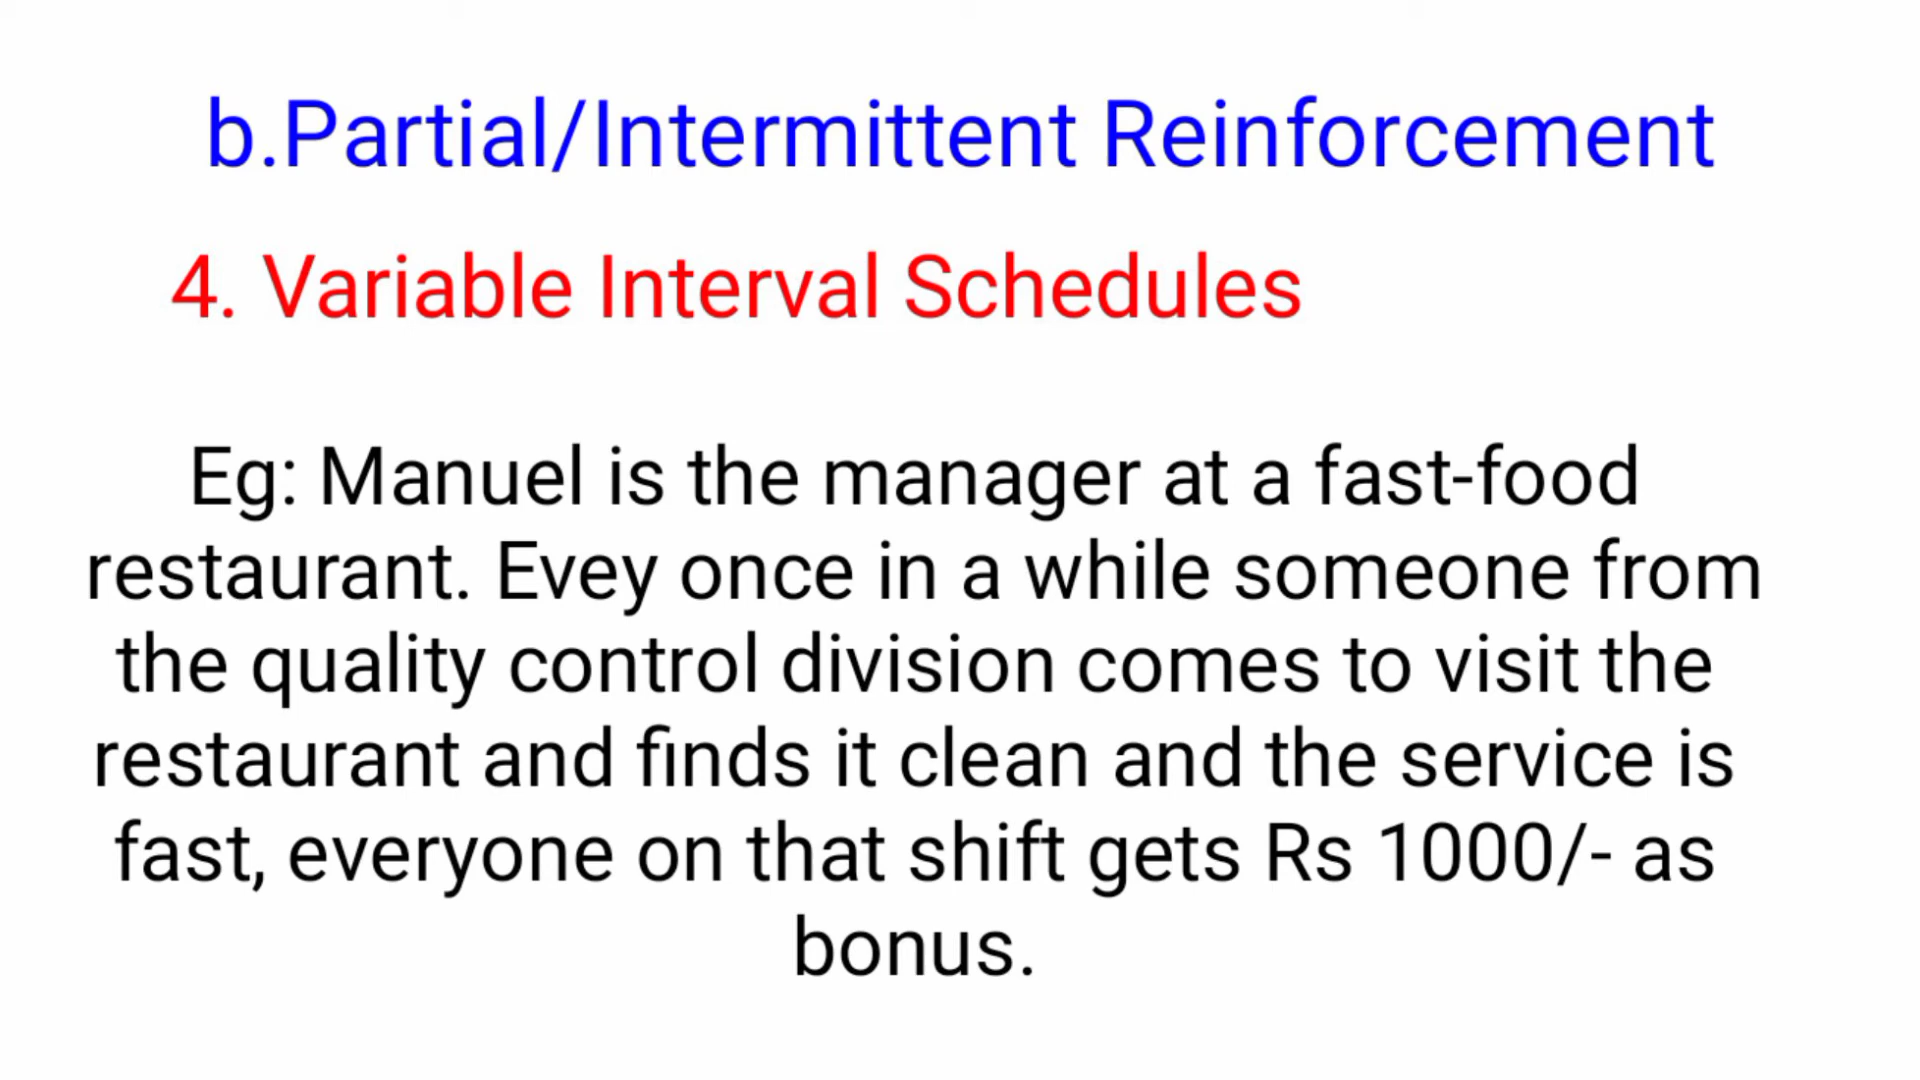 b.Partial/Intermittent Reinforcement
4. Variable Interval Schedules
Eg: Manuel is the manager at a fast-food
restaurant. Evey once in a while someone from
the quality control division comes to visit the
restaurant and finds it clean and the service is
fast, everyone on that shift gets Rs 1000/- as
bonus.